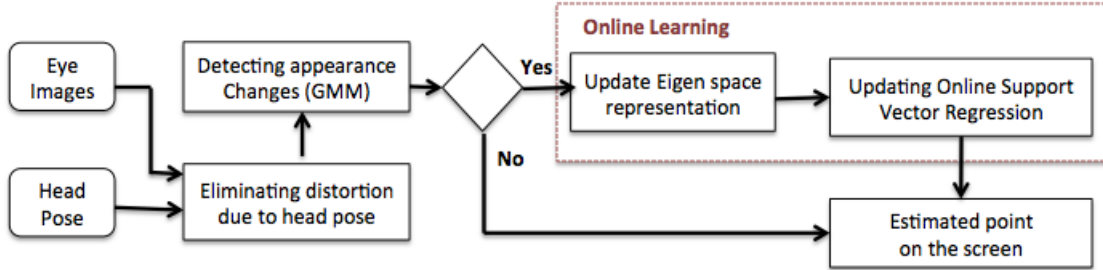 Online Learning
Eye
Images
Detecting appearance
Changes (GMM)
Yes
Update Eigen space
representation
Updating Online Support
Vector Regression
No
Head
Pose
Eliminating distortion
due to head pose
Estimated point
on the screen